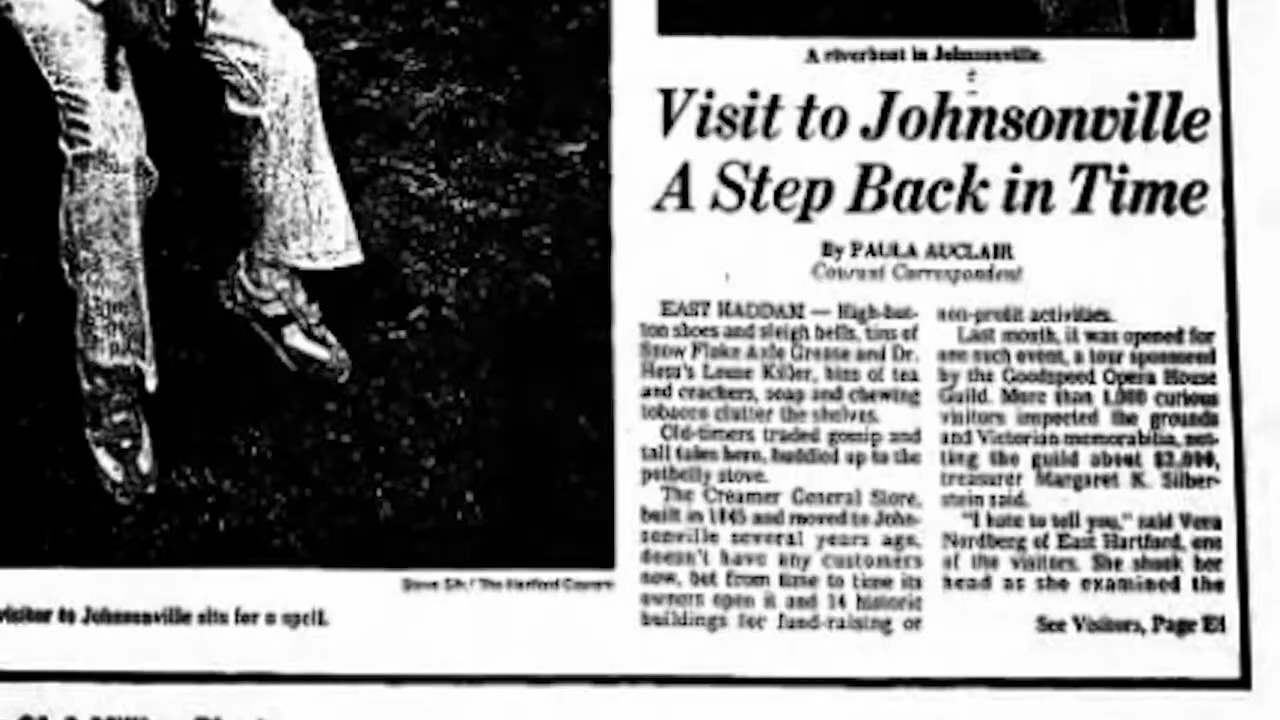 A riverboat in Johnsonville.
Visit to Johnsonville
A Step Back in Time
By PAULA AUCLAIR
Courant Correspondent
EAST HADDAM — High-but-
ton shoes and sleigh bells, tins of
Snow Flake Axle Grease and Dr.
Hess's Louse Killer, bins of tea
and crackers, soap and chewing
tobacco clutter the shelves.
Old-timers traded gossip and
tall tales here, huddled up to the
potbelly stove.
The Creamer General Store,
built in 1845 and moved to John-
sonville several years ago,
doesn't have any customers
now, but from time to time its
owners open it and 14 historic
buildings for fund-raising or
non-profit activities.
Last month, it was opened for
one such event, a tour sponsored
by the Goodspeed Opera House
Guild. More than 1,000 curious
visitors inspected the grounds
and Victorian memorabilia, net-
ting the guild about $2,000,
treasurer Margaret K. Silber-
stein said.
"I hate to tell you," said Vera
Nordberg of East Hartford, one
of the visitors. She shook her
head as she examined the
See Visitors, Page
/ The Hartford Courant
visitor to Johnsonville sits for a spell.